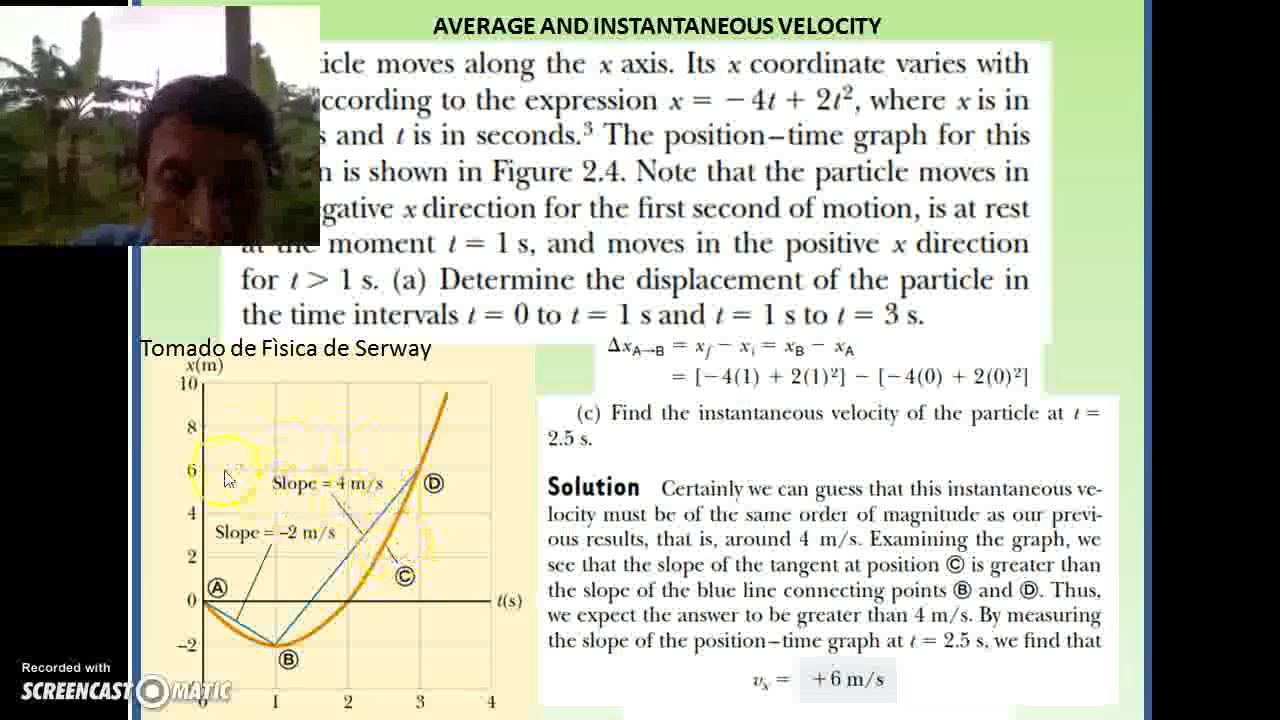 AVERAGE AND INSTANTANEOUS VELOCITY
icle moves along the x axis. Its x coordinate varies with
ccording to the expression x = − 4t + 2t², where x is in
s and t is in seconds.³ The position–time graph for this
n is shown in Figure 2.4. Note that the particle moves in
gative x direction for the first second of motion, is at rest
at the moment t = 1 s, and moves in the positive x direction
for t > 1 s. (a) Determine the displacement of the particle in
the time intervals t = 0 to t = 1 s and t = 1 s to t = 3 s.
Tomado de Fìsica de Serway
ΔxA→B = xf − xi = xB − xA
= [−4(1) + 2(1)²] − [−4(0) + 2(0)²]
x(m)
10
8
6
4
2
0
−2
Slope = 4 m/s
Slope = −2 m/s
A
B
C
D
t(s)
0 1 2 3 4
(c) Find the instantaneous velocity of the particle at t =
2.5 s.
Solution Certainly we can guess that this instantaneous ve-
locity must be of the same order of magnitude as our previ-
ous results, that is, around 4 m/s. Examining the graph, we
see that the slope of the tangent at position Ⓒ is greater than
the slope of the blue line connecting points Ⓑ and Ⓓ. Thus,
we expect the answer to be greater than 4 m/s. By measuring
the slope of the position–time graph at t = 2.5 s, we find that
vx = +6 m/s
Recorded with
SCREENCAST MATIC